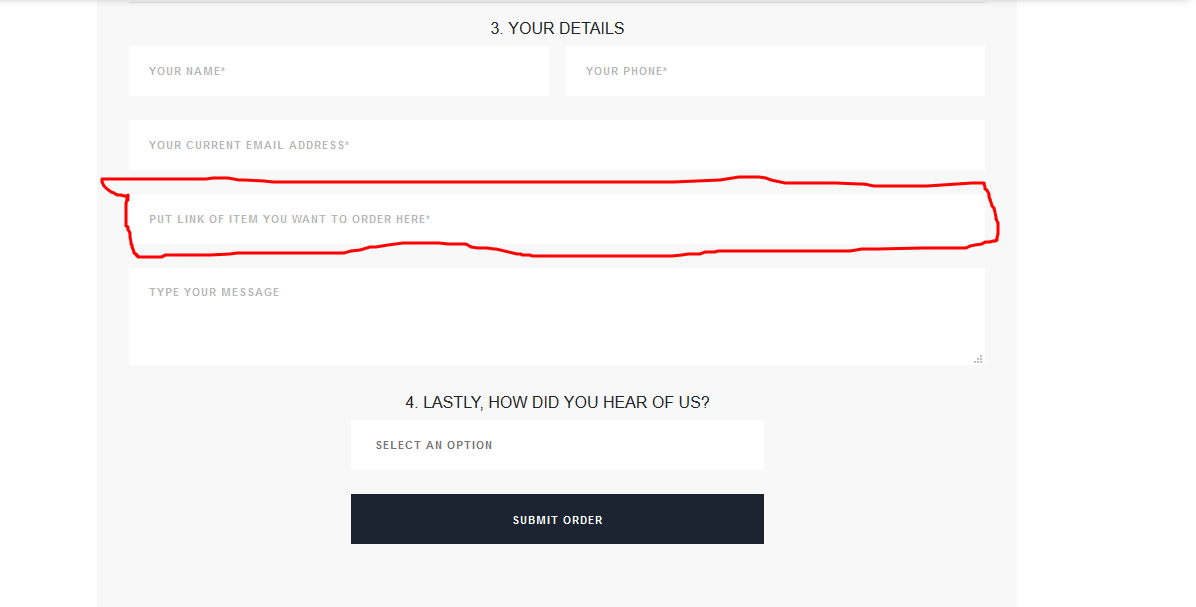 3. YOUR DETAILS
YOUR NAME*
YOUR PHONE*
YOUR CURRENT EMAIL ADDRESS*
PUT LINK OF ITEM YOU WANT TO ORDER HERE*
TYPE YOUR MESSAGE
4. LASTLY, HOW DID YOU HEAR OF US?
SELECT AN OPTION
SUBMIT ORDER